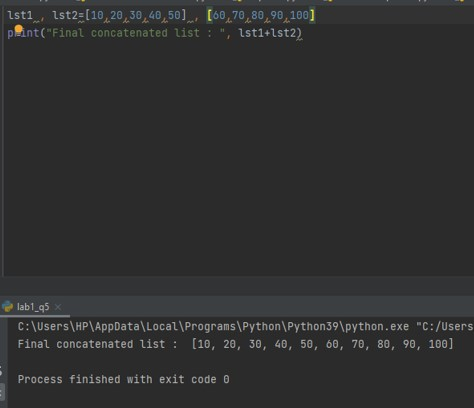 lst1 , lst2=[10,20,30,40,50] , [60,70,80,90,100]
print("Final concatenated list : ", lst1+lst2)
lab1_q5
C:\Users\HP\AppData\Local\Programs\Python\Python39\python.exe "C:/Users
Final concatenated list :  [10, 20, 30, 40, 50, 60, 70, 80, 90, 100]
Process finished with exit code 0